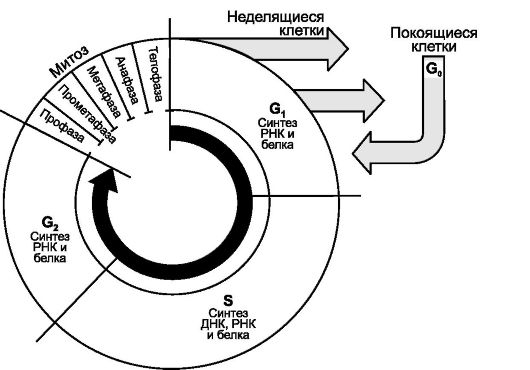 Неделящиеся
клетки
Покоящиеся
клетки
G₀
Митоз
Профаза
Прометафаза
Метафаза
Анафаза
Телофаза
G₁
Синтез
РНК и
белка
S
Синтез
ДНК, РНК
и белка
G₂
Синтез
РНК и
белка